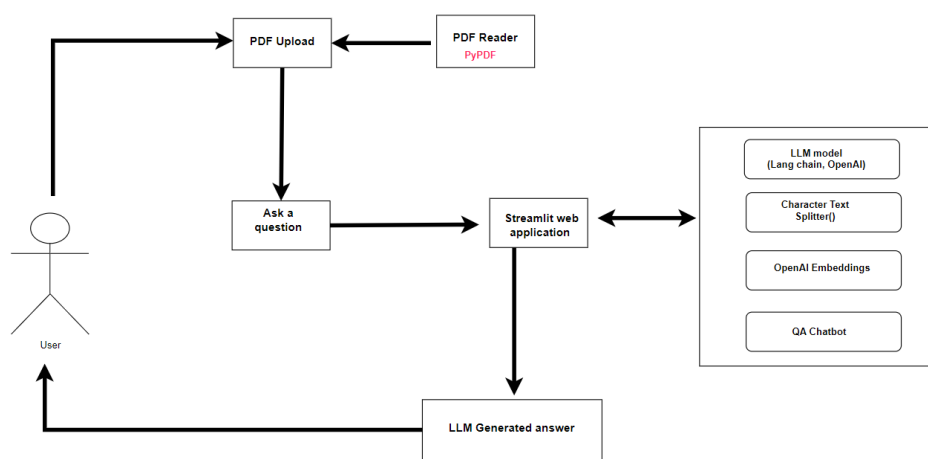 PDF Upload
PDF Reader
PyPDF
LLM model
(Lang chain, OpenAI)
Character Text
Splitter()
Ask a
question
Streamlit web
application
OpenAI Embeddings
QA Chatbot
User
LLM Generated answer